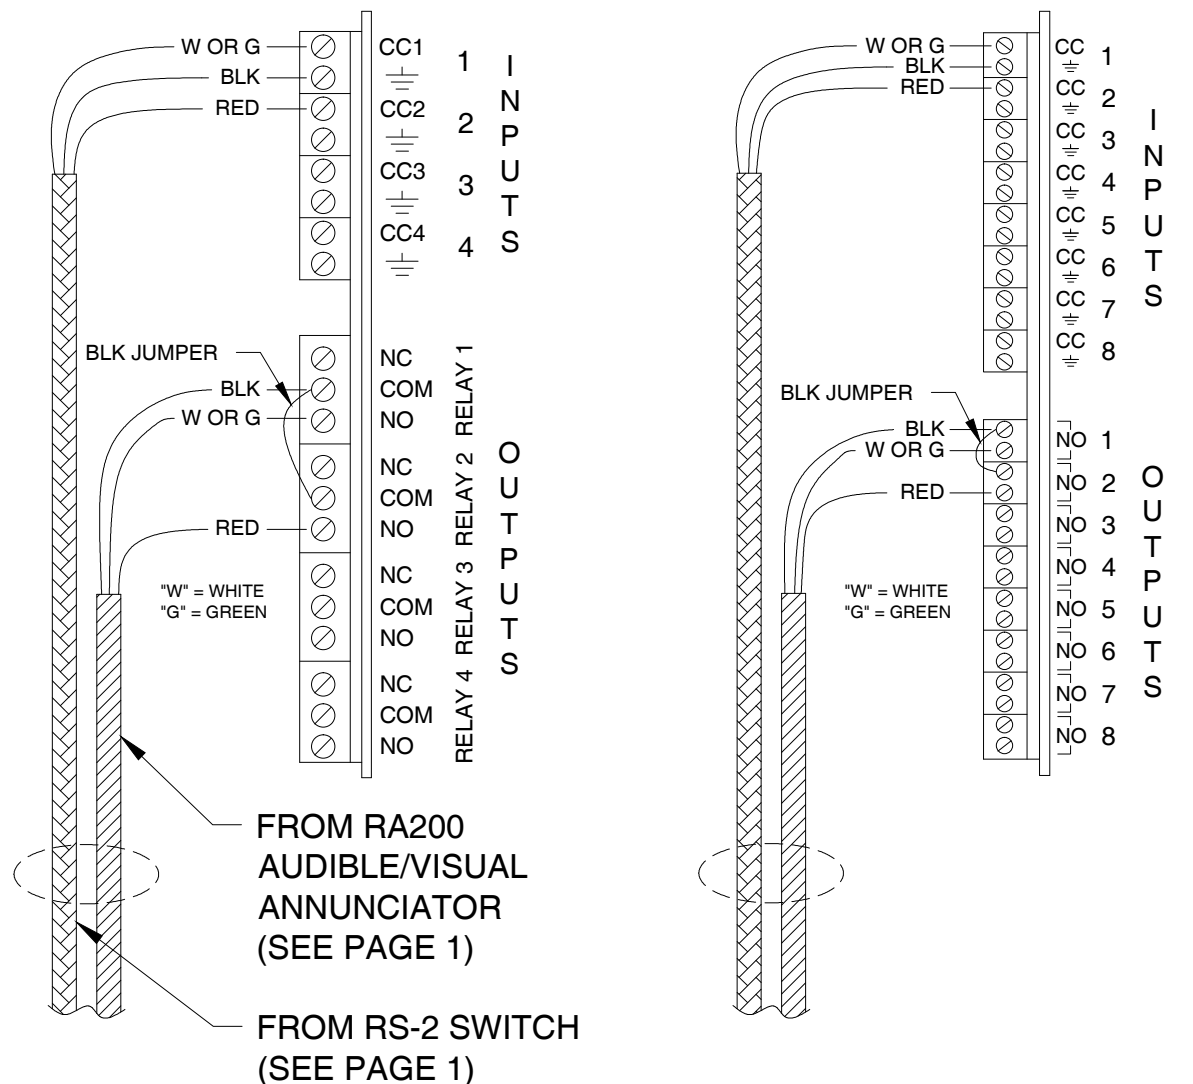 W OR G
BLK
RED
CC1
CC2
CC3
CC4
1
2
3
4
INPUTS
BLK JUMPER
BLK
W OR G
RED
NC
COM
NO
RELAY 1
NC
COM
NO
RELAY 2
NC
COM
NO
RELAY 3
NC
COM
NO
RELAY 4
OUTPUTS
"W" = WHITE
"G" = GREEN
FROM RA200
AUDIBLE/VISUAL
ANNUNCIATOR
(SEE PAGE 1)
FROM RS-2 SWITCH
(SEE PAGE 1)
W OR G
BLK
RED
CC 1
CC 2
CC 3
CC 4
CC 5
CC 6
CC 7
CC 8
INPUTS
BLK JUMPER
BLK
W OR G
RED
NO 1
NO 2
NO 3
NO 4
NO 5
NO 6
NO 7
NO 8
OUTPUTS
"W" = WHITE
"G" = GREEN